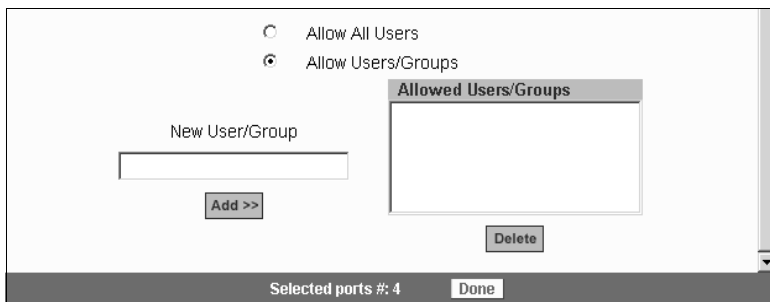 Allow All Users
Allow Users/Groups
Allowed Users/Groups
New User/Group
Add >>
Delete
Selected ports #: 4
Done